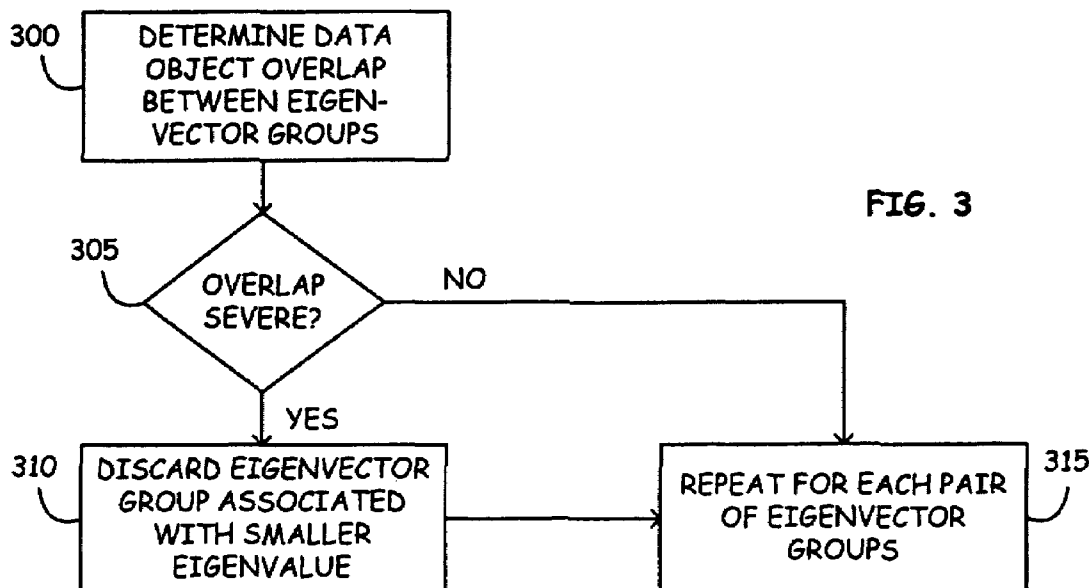 300
DETERMINE DATA
OBJECT OVERLAP
BETWEEN EIGEN-
VECTOR GROUPS
FIG. 3
305
OVERLAP
SEVERE?
NO
YES
310
DISCARD EIGENVECTOR
GROUP ASSOCIATED
WITH SMALLER
EIGENVALUE
REPEAT FOR EACH PAIR
OF EIGENVECTOR
GROUPS
315